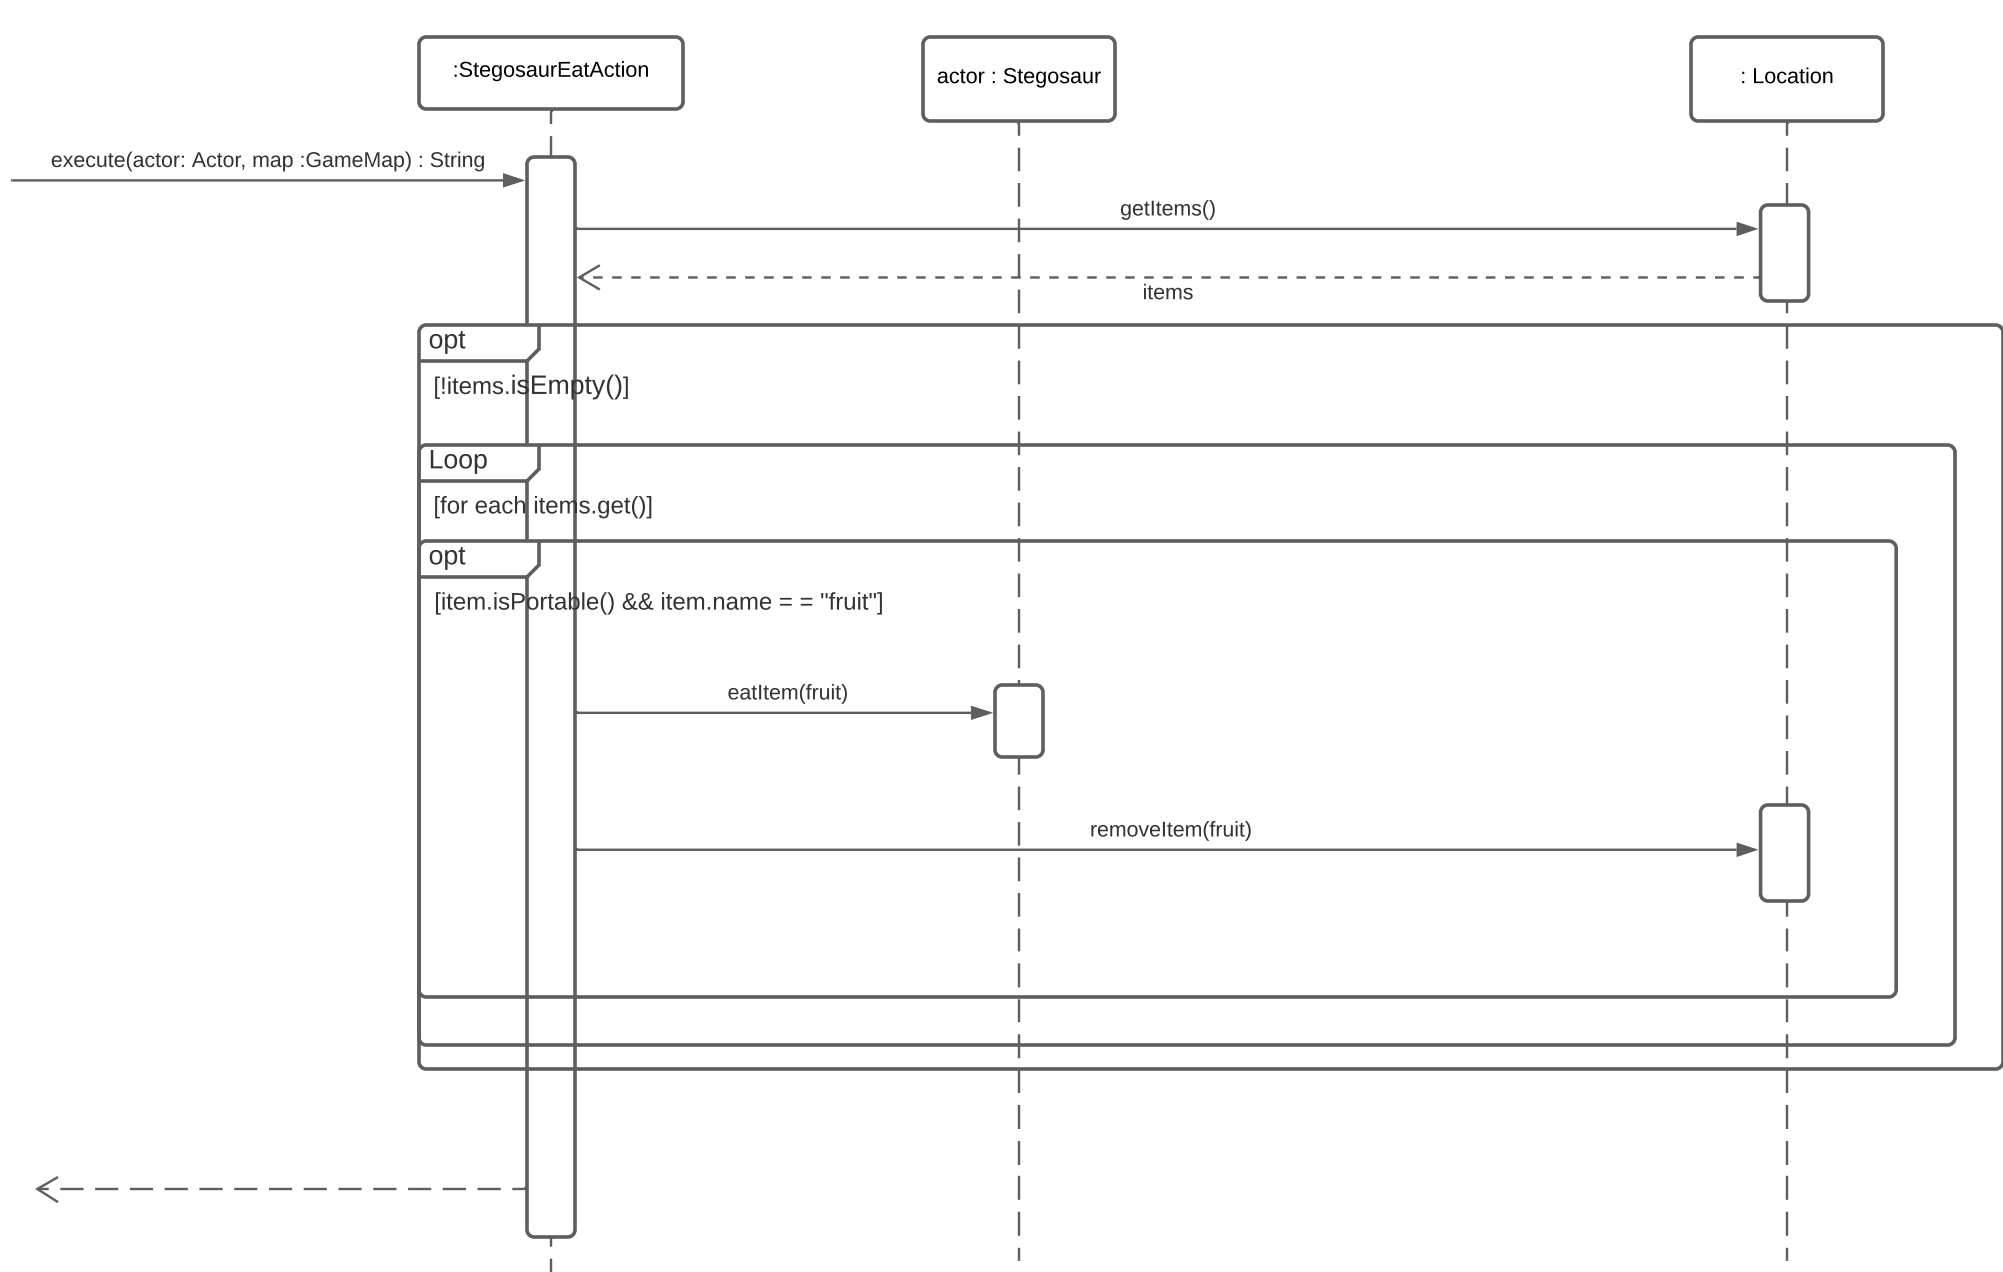 :StegosaurEatAction
actor : Stegosaur
: Location
execute(actor: Actor, map :GameMap) : String
getItems()
items
opt
[!items.isEmpty()]
Loop
[for each items.get()]
opt
[item.isPortable() && item.name = = "fruit"]
eatItem(fruit)
removeItem(fruit)